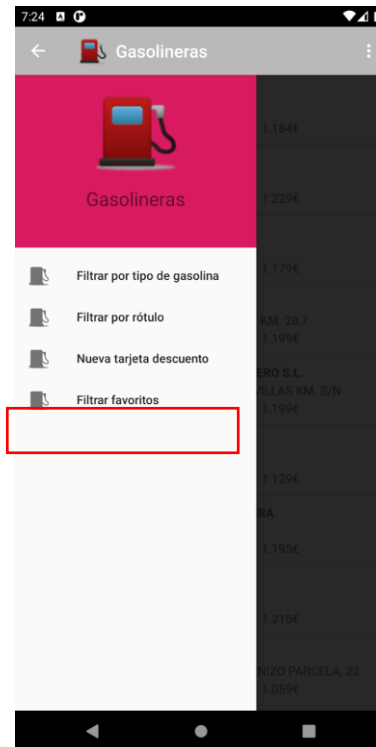 7:24
Gasolineras
Gasolineras
Filtrar por tipo de gasolina
Filtrar por rótulo
Nueva tarjeta descuento
Filtrar favoritos
1.184€
1.229€
1.179€
KM. 28,7
1.199€
ERO S.L.
VILLAS KM. S/N
1.199€
1.129€
RA
1.195€
1.215€
NIZO PARCELA, 22
1.059€